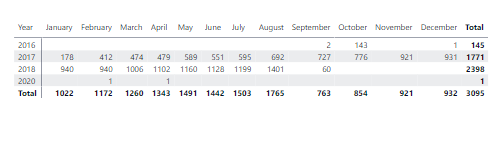 Year January February March April May June July August September October November December Total
2016 2 143 1 145
2017 178 412 474 479 589 551 595 692 727 776 921 931 1771
2018 940 940 1006 1102 1160 1128 1199 1401 60 2398
2020 1 1 1
Total 1022 1172 1260 1343 1491 1442 1503 1765 763 854 921 932 3095